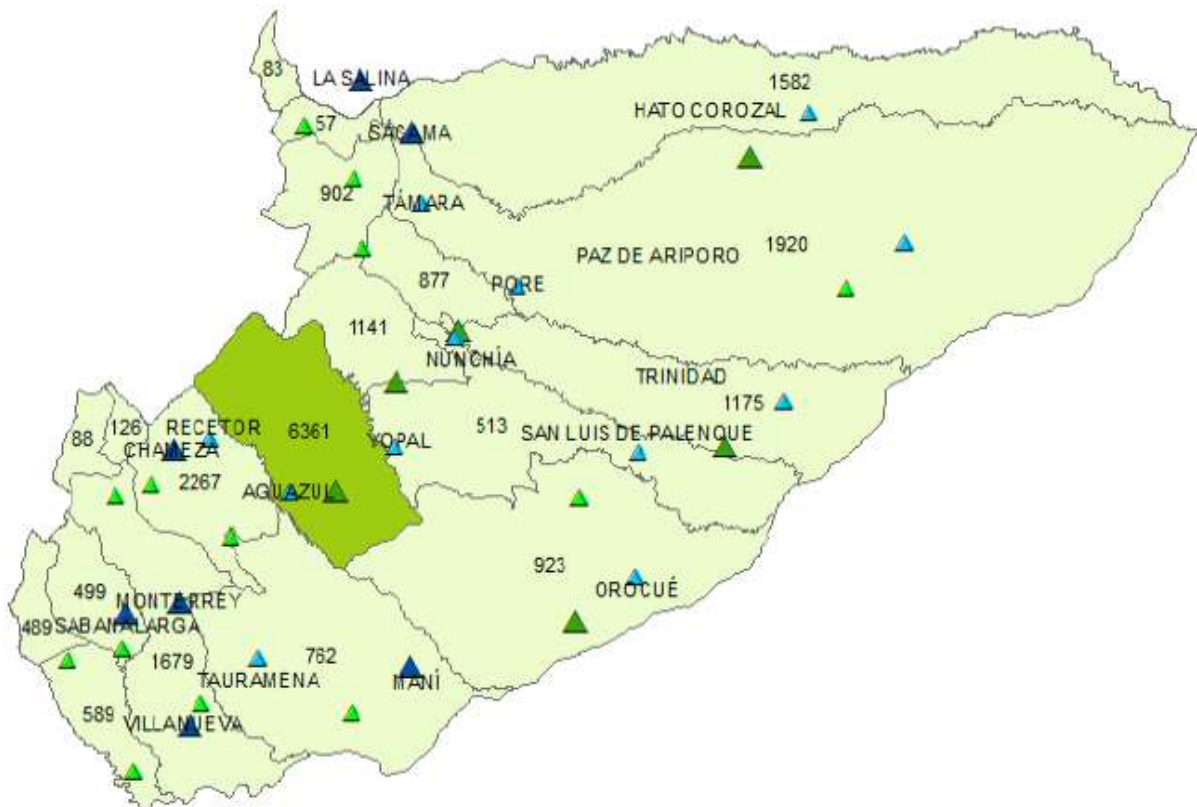 83
LA SALINA
1582
HATO COROZAL
57
SÁCAMA
902
TÁMARA
1920
PAZ DE ARIPORO
877
PORE
1141
NUNCHÍA
TRINIDAD
1175
126
88
RECETOR
CHAMEZA
6361
YOPAL
513
SAN LUIS DE PALENQUE
2267
AGUAZUL
923
OROCUÉ
499
MONTERREY
489
SABANALARGA
1679
762
TAURAMENA
MANÍ
589
VILLANUEVA